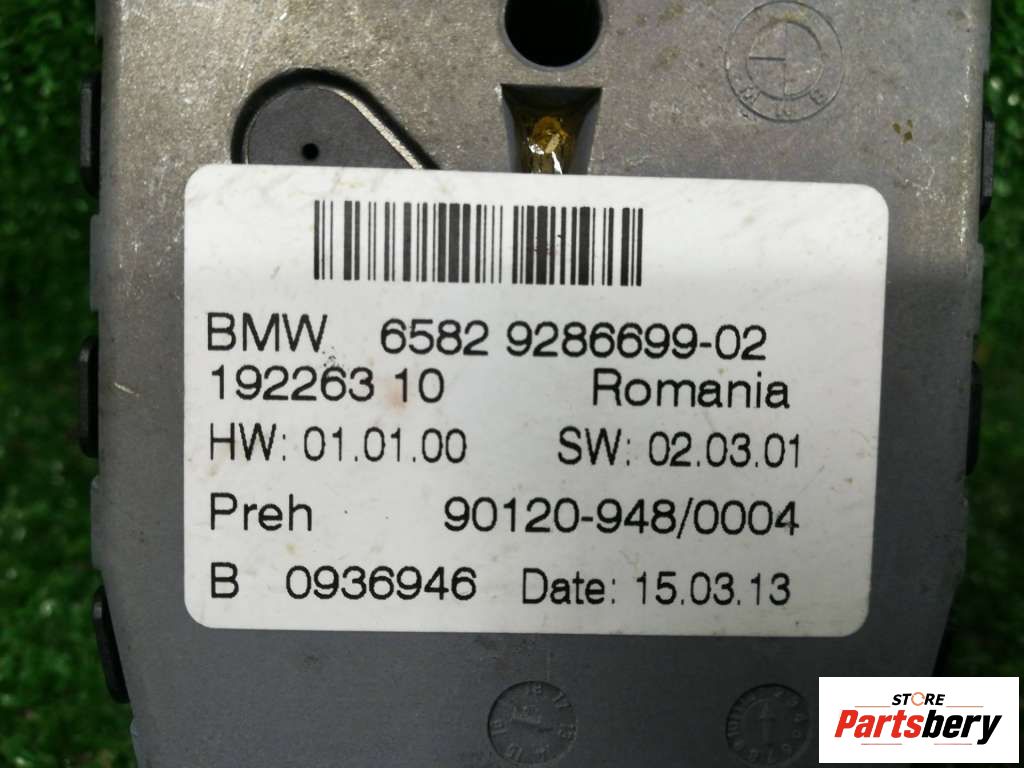 BMW 6582 9286699-02
192263 10 Romania
HW: 01.01.00 SW: 02.03.01
Preh 90120-948/0004
B 0936946 Date: 15.03.13
STORE
Partsbery